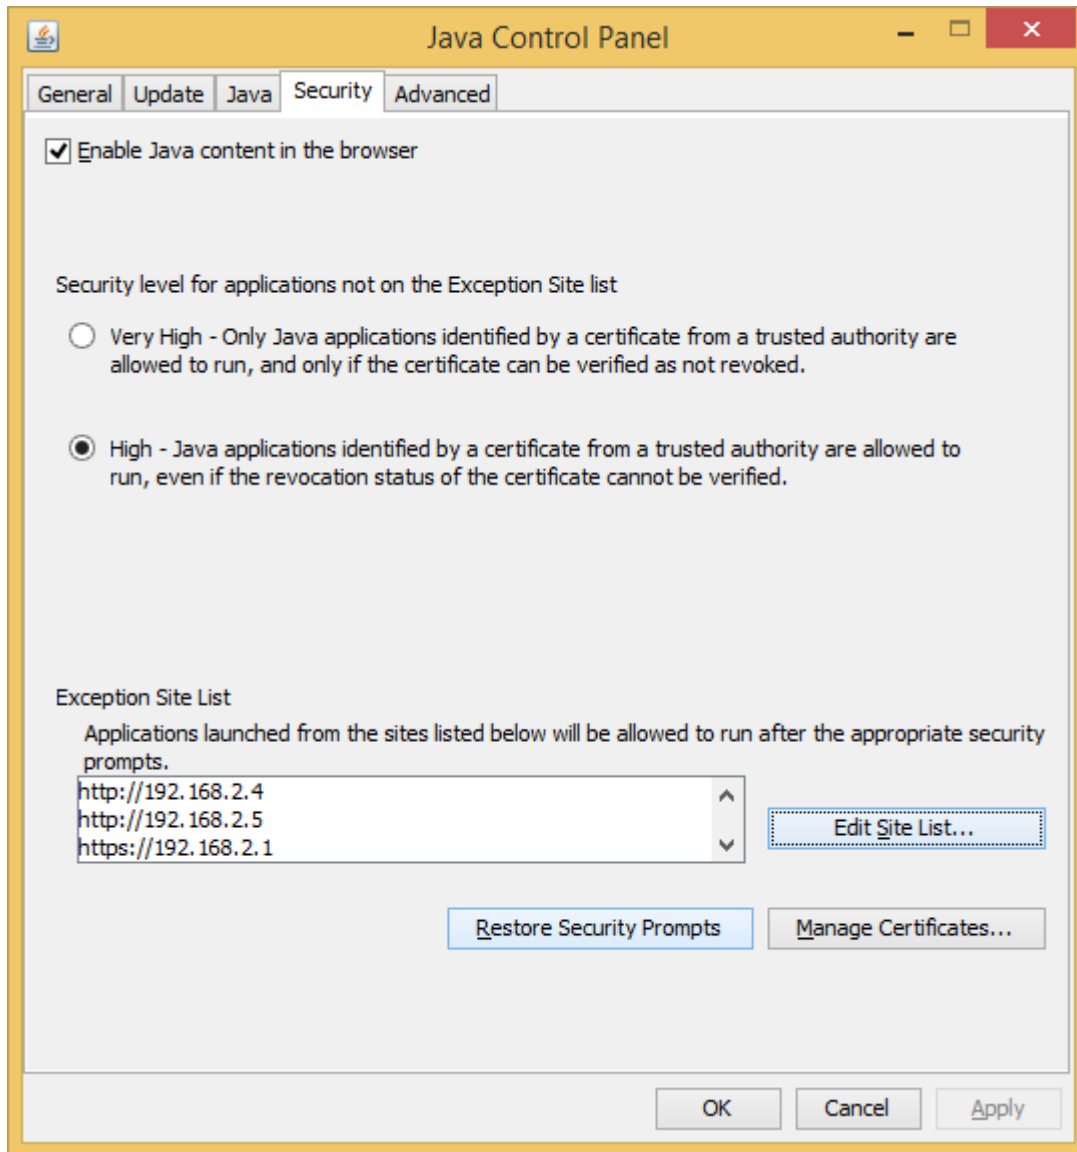 Java Control Panel
General Update Java Security Advanced
Enable Java content in the browser
Security level for applications not on the Exception Site list
Very High - Only Java applications identified by a certificate from a trusted authority are
allowed to run, and only if the certificate can be verified as not revoked.
High - Java applications identified by a certificate from a trusted authority are allowed to
run, even if the revocation status of the certificate cannot be verified.
Exception Site List
Applications launched from the sites listed below will be allowed to run after the appropriate security
prompts.
http://192.168.2.4
http://192.168.2.5
https://192.168.2.1
Edit Site List...
Restore Security Prompts Manage Certificates...
OK Cancel Apply